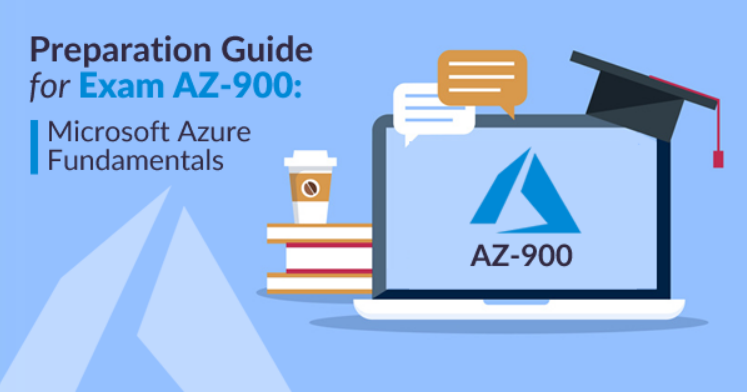 Preparation Guide
for Exam AZ-900:
Microsoft Azure
Fundamentals
AZ-900